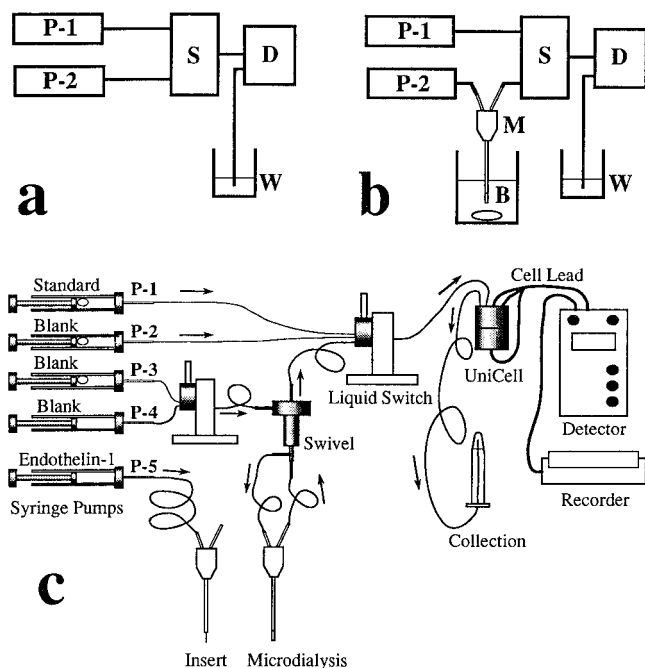 P-1
S
D
P-2
W
a
P-1
S
D
P-2
M
B
W
b
Standard
P-1
Cell Lead
Blank
P-2
Blank
P-3
UniCell
Blank
P-4
Liquid Switch
Detector
Swivel
Endothelin-1
P-5
Syringe Pumps
Recorder
Collection
c
Insert
Microdialysis